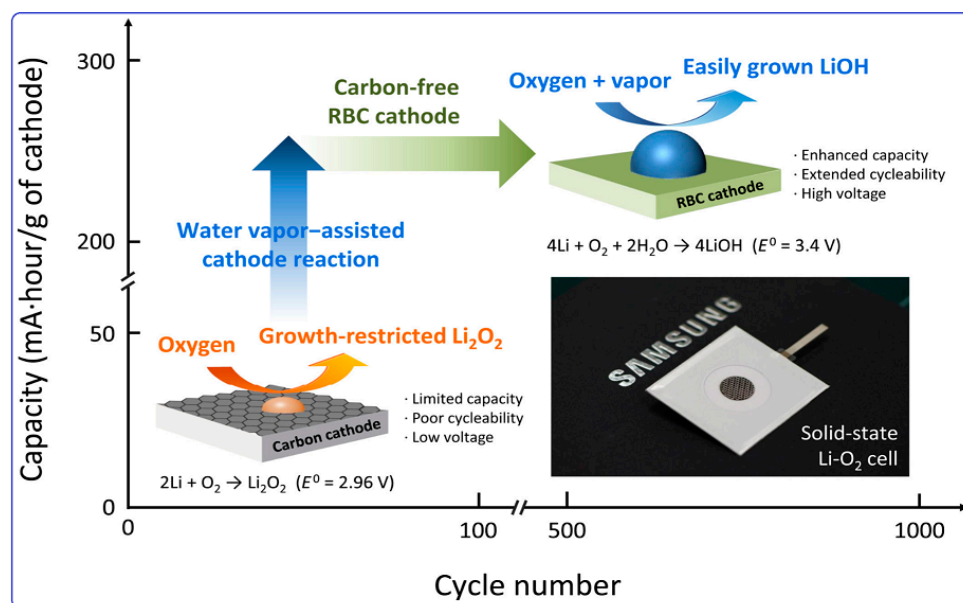 Capacity (mA·hour/g of cathode)
300
200
50
0
Carbon-free
RBC cathode
Oxygen + vapor
Easily grown LiOH
RBC cathode
· Enhanced capacity
· Extended cycleability
· High voltage
4Li + O₂ + 2H₂O → 4LiOH (E⁰ = 3.4 V)
Water vapor–assisted
cathode reaction
Oxygen
Growth-restricted Li₂O₂
Carbon cathode
· Limited capacity
· Poor cycleability
· Low voltage
2Li + O₂ → Li₂O₂ (E⁰ = 2.96 V)
SAMSUNG
Solid-state
Li-O₂ cell
0
100
500
1000
Cycle number